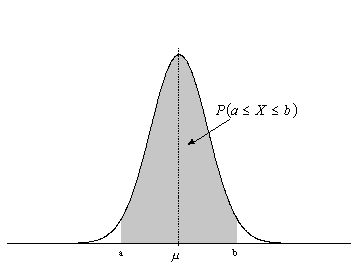 P(a ≤ X ≤ b)
a μ b